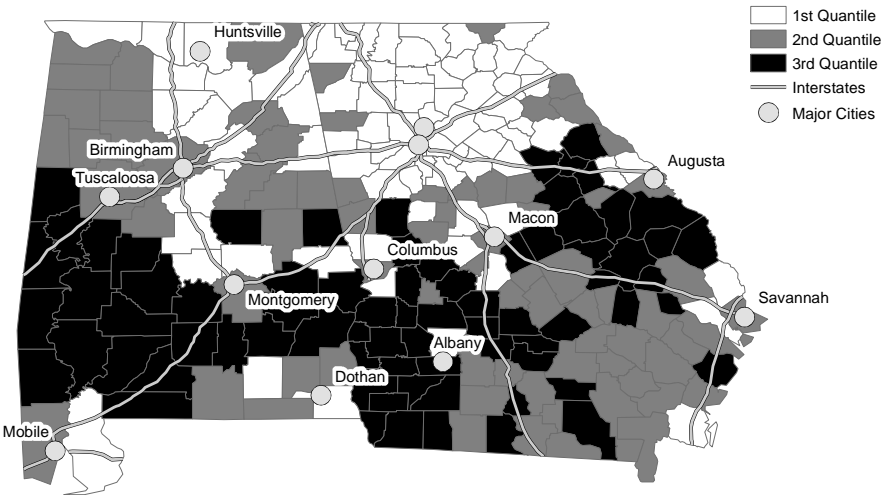 Huntsville
Birmingham
Tuscaloosa
Augusta
Macon
Columbus
Montgomery
Savannah
Albany
Dothan
Mobile
1st Quantile
2nd Quantile
3rd Quantile
Interstates
Major Cities